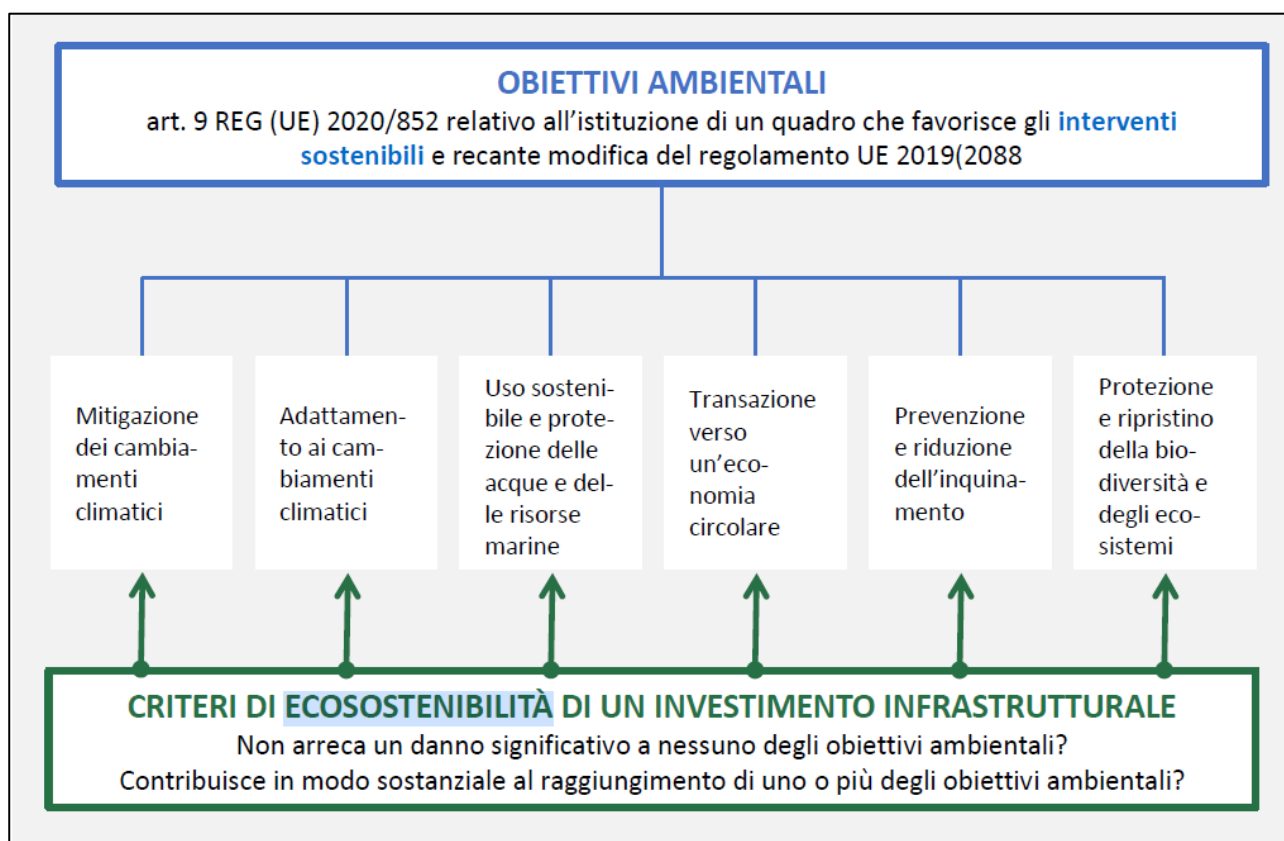 OBIETTIVI AMBIENTALI
art. 9 REG (UE) 2020/852 relativo all’istituzione di un quadro che favorisce gli interventi
sostenibili e recante modifica del regolamento UE 2019(2088
Mitigazione
dei cambia-
menti
climatici
Adattamen-
to ai cam-
biamenti
climatici
Uso sosteni-
bile e prote-
zione delle
acque e del-
le risorse
marine
Transazione
verso
un’eco-
nomia
circolare
Prevenzione
e riduzione
dell’inquina-
mento
Protezione
e ripristino
della bio-
diversità e
degli eco-
sistemi
CRITERI DI ECOSOSTENIBILITÀ DI UN INVESTIMENTO INFRASTRUTTURALE
Non arreca un danno significativo a nessuno degli obiettivi ambientali?
Contribuisce in modo sostanziale al raggiungimento di uno o più degli obiettivi ambientali?